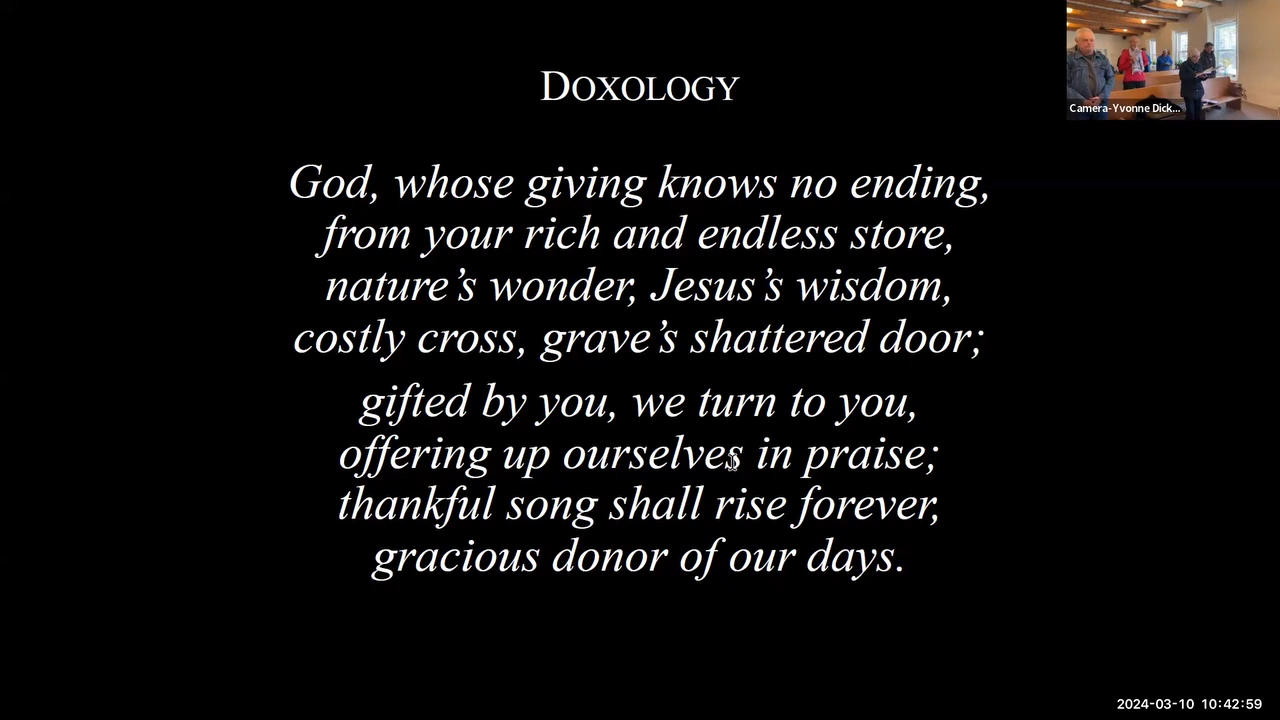 DOXOLOGY
Camera-Yvonne Dick...
God, whose giving knows no ending,
from your rich and endless store,
nature’s wonder, Jesus’s wisdom,
costly cross, grave’s shattered door;
gifted by you, we turn to you,
offering up ourselves in praise;
thankful song shall rise forever,
gracious donor of our days.
2024-03-10 10:42:59